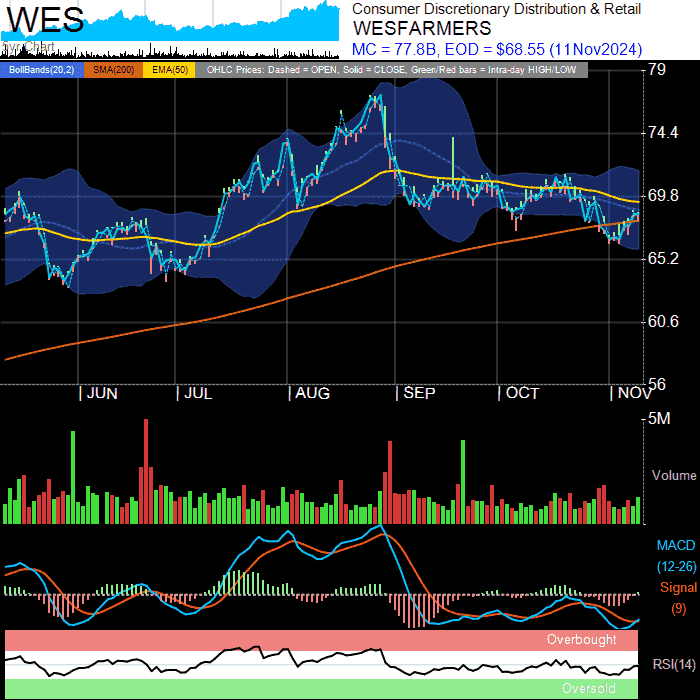 WES
Consumer Discretionary Distribution & Retail
WESFARMERS
MC = 77.8B, EOD = $68.55 (11Nov2024)
BollBands(20,2) SMA(200) EMA(50) OHLC Prices: Dashed = OPEN, Solid = CLOSE, Green/Red bars = Intra-day HIGH/LOW
79
74.4
69.8
65.2
60.6
56
JUN JUL AUG SEP OCT NOV
5M
Volume
MACD
(12-26)
Signal
(9)
Overbought
RSI(14)
Oversold